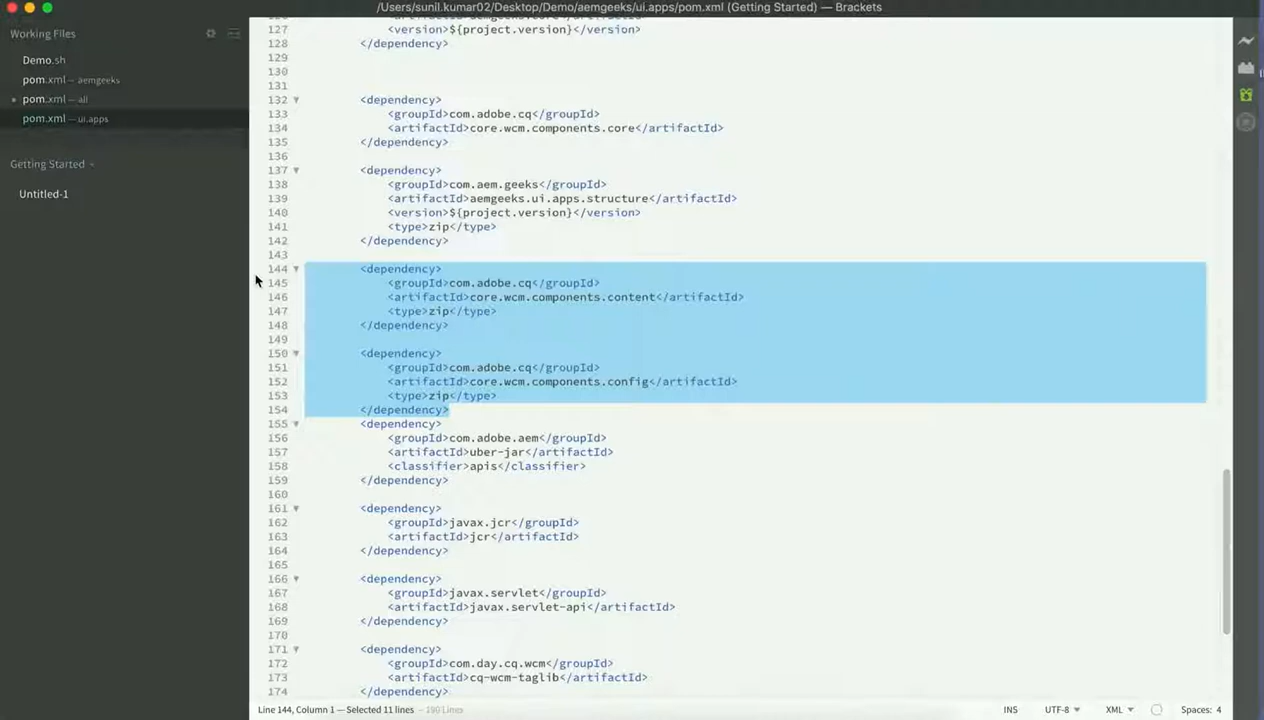 /Users/sunil.kumar02/Desktop/Demo/aemgeeks/ui.apps/pom.xml (Getting Started) — Brackets
Working Files
Demo.sh
pom.xml — aemgeeks
pom.xml — all
pom.xml — ui.apps
Getting Started
Untitled-1
127 <version>${project.version}</version>
128 </dependency>
129
130
131
132 <dependency>
133 <groupId>com.adobe.cq</groupId>
134 <artifactId>core.wcm.components.core</artifactId>
135 </dependency>
136
137 <dependency>
138 <groupId>com.aem.geeks</groupId>
139 <artifactId>aemgeeks.ui.apps.structure</artifactId>
140 <version>${project.version}</version>
141 <type>zip</type>
142 </dependency>
143
144 <dependency>
145 <groupId>com.adobe.cq</groupId>
146 <artifactId>core.wcm.components.content</artifactId>
147 <type>zip</type>
148 </dependency>
149
150 <dependency>
151 <groupId>com.adobe.cq</groupId>
152 <artifactId>core.wcm.components.config</artifactId>
153 <type>zip</type>
154 </dependency>
155 <dependency>
156 <groupId>com.adobe.aem</groupId>
157 <artifactId>uber-jar</artifactId>
158 <classifier>apis</classifier>
159 </dependency>
160
161 <dependency>
162 <groupId>javax.jcr</groupId>
163 <artifactId>jcr</artifactId>
164 </dependency>
165
166 <dependency>
167 <groupId>javax.servlet</groupId>
168 <artifactId>javax.servlet-api</artifactId>
169 </dependency>
170
171 <dependency>
172 <groupId>com.day.cq.wcm</groupId>
173 <artifactId>cq-wcm-taglib</artifactId>
174 </dependency>
Line 144, Column 1 — Selected 11 lines — 190 Lines INS UTF-8 XML Spaces: 4